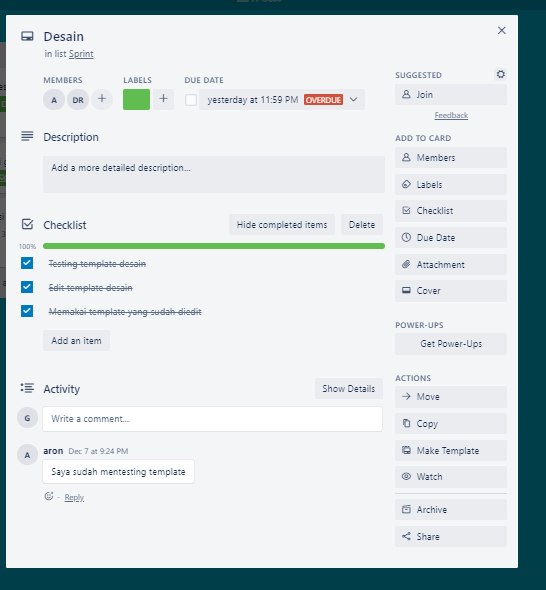 Desain
in list Sprint
MEMBERS
LABELS
DUE DATE
A
DR
yesterday at 11:59 PM OVERDUE
Description
Add a more detailed description...
Checklist
Hide completed items
Delete
100%
Testing template desain
Edit template desain
Memakai template yang sudah diedit
Add an item
Activity
Show Details
G
Write a comment...
A
aron Dec 7 at 9:24 PM
Saya sudah mentesting template
Reply
SUGGESTED
Join
Feedback
ADD TO CARD
Members
Labels
Checklist
Due Date
Attachment
Cover
POWER-UPS
Get Power-Ups
ACTIONS
Move
Copy
Make Template
Watch
Archive
Share